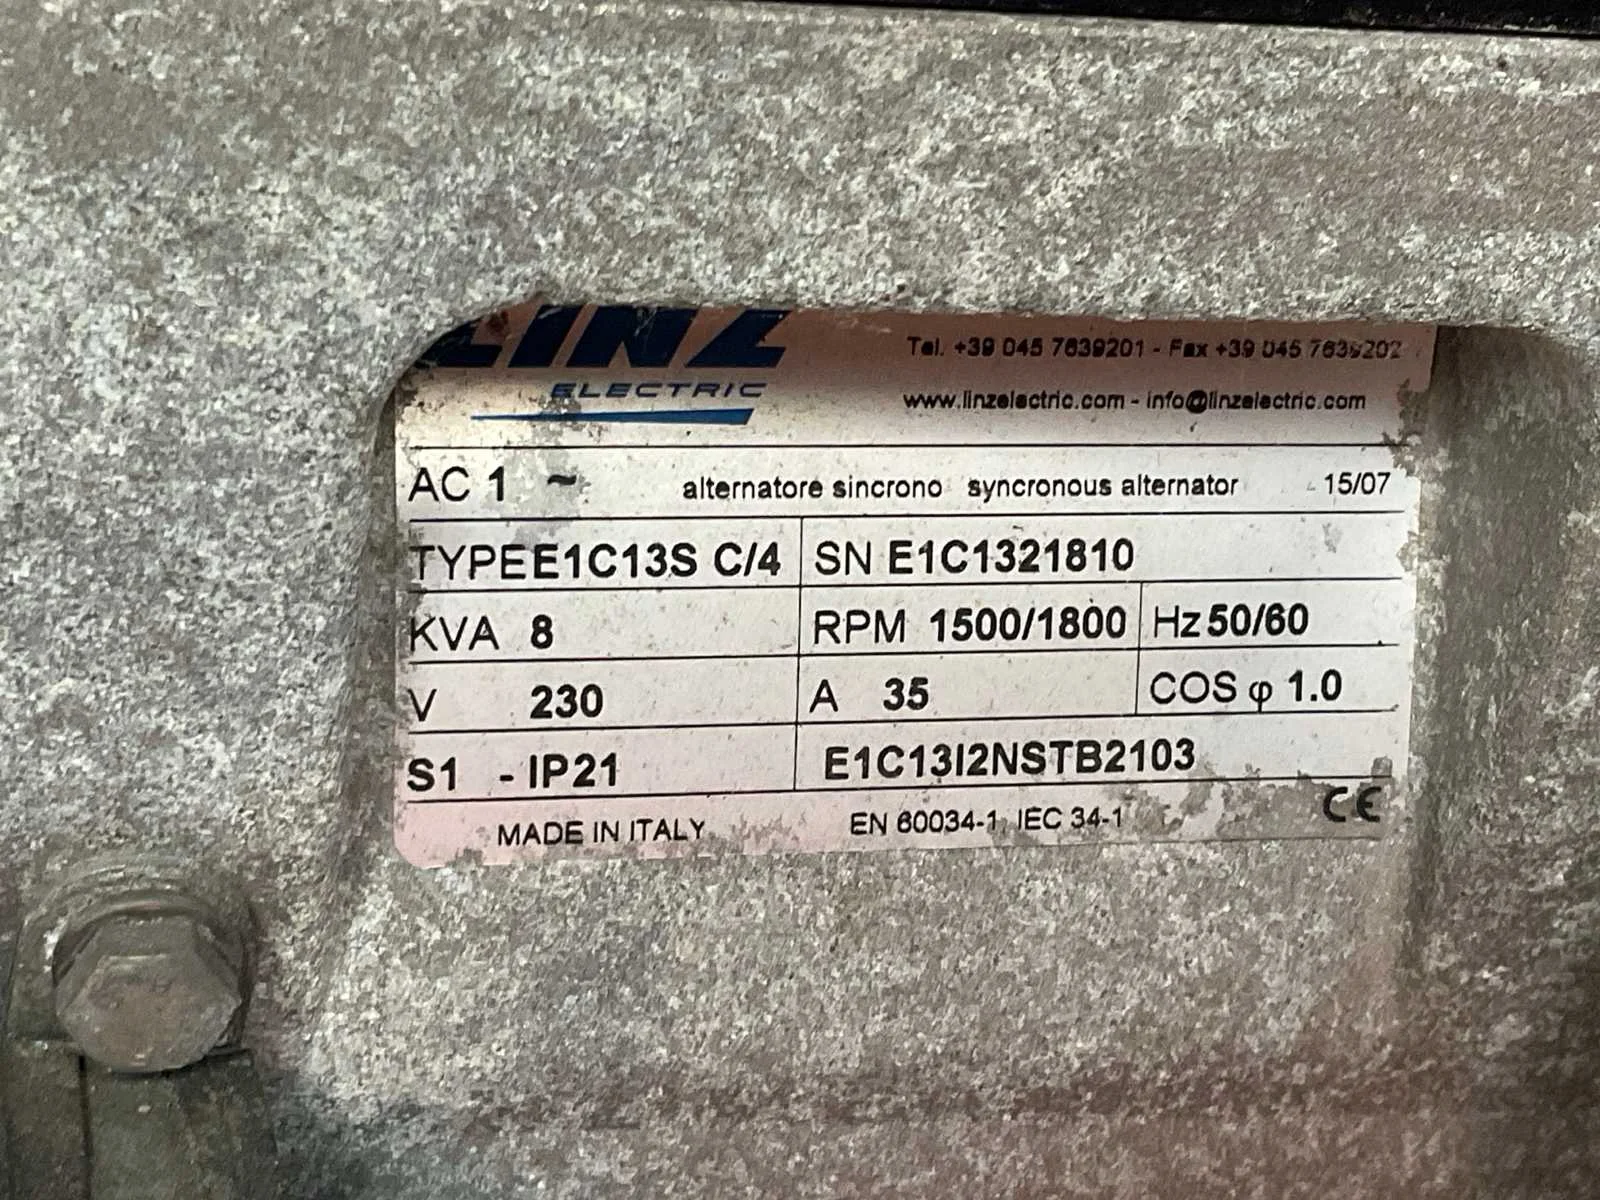 LINZ
ELECTRIC
Tel. +39 045 7639201 - Fax +39 045 7639202
www.linzelectric.com - info@linzelectric.com
AC 1 ~ alternatore sincrono syncronous alternator 15/07
TYPE E1C13S C/4 SN E1C1321810
KVA 8 RPM 1500/1800 Hz 50/60
V 230 A 35 COS φ 1.0
S1 - IP21 E1C13I2NSTB2103
MADE IN ITALY EN 60034-1 IEC 34-1 CE